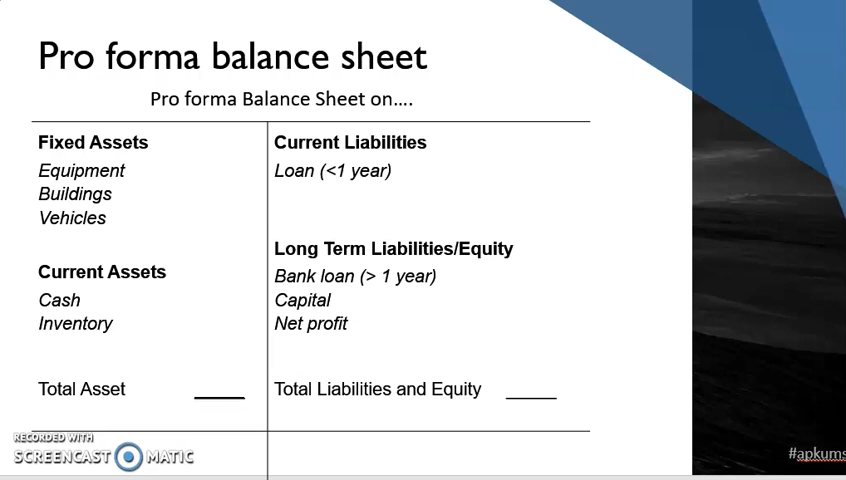 Pro forma balance sheet
Pro forma Balance Sheet on....
Fixed Assets
Equipment
Buildings
Vehicles
Current Assets
Cash
Inventory
Total Asset
Current Liabilities
Loan (<1 year)
Long Term Liabilities/Equity
Bank loan (> 1 year)
Capital
Net profit
Total Liabilities and Equity
RECORDED WITH
SCREENCAST MATIC
#apkums